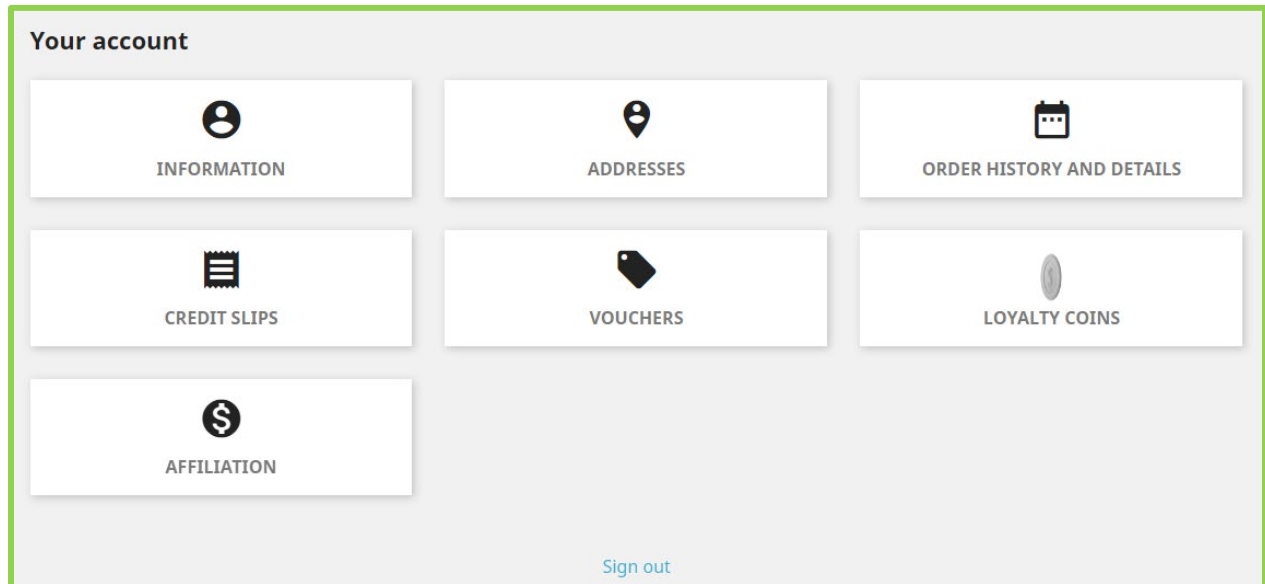 Your account
INFORMATION
ADDRESSES
ORDER HISTORY AND DETAILS
CREDIT SLIPS
VOUCHERS
LOYALTY COINS
AFFILIATION
Sign out